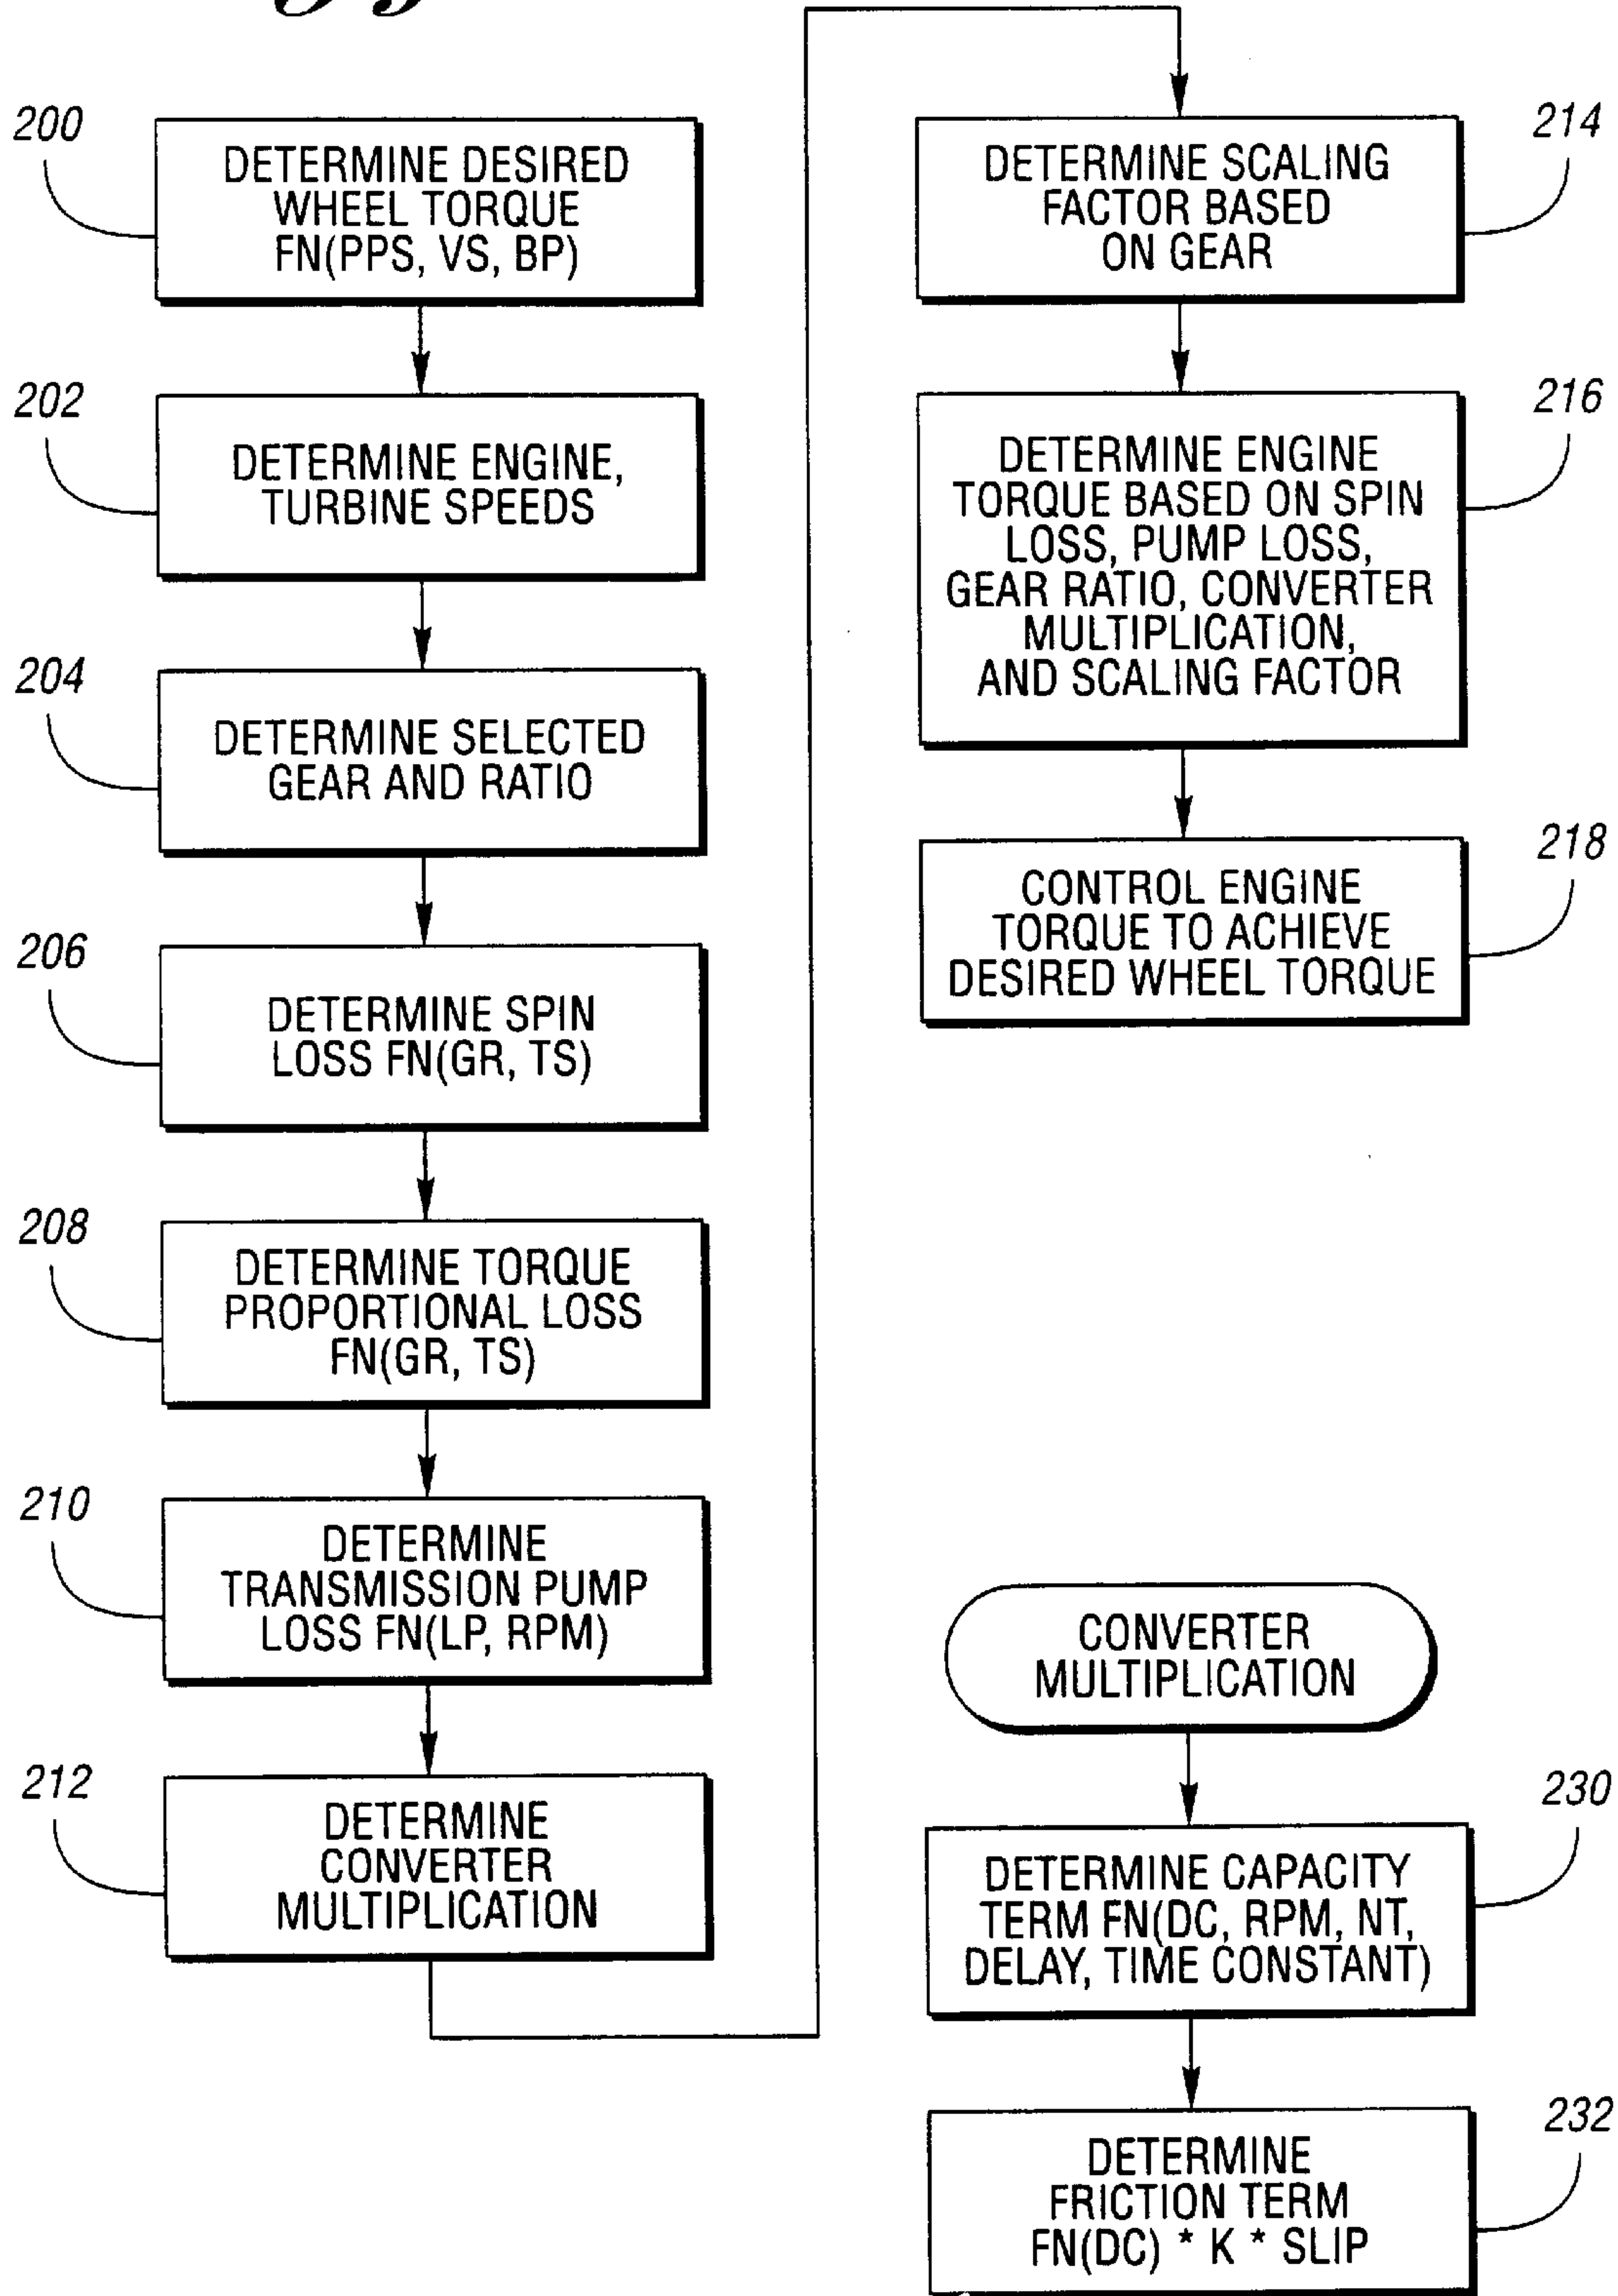 200
DETERMINE DESIRED
WHEEL TORQUE
FN(PPS, VS, BP)
202
DETERMINE ENGINE,
TURBINE SPEEDS
204
DETERMINE SELECTED
GEAR AND RATIO
206
DETERMINE SPIN
LOSS FN(GR, TS)
208
DETERMINE TORQUE
PROPORTIONAL LOSS
FN(GR, TS)
210
DETERMINE
TRANSMISSION PUMP
LOSS FN(LP, RPM)
212
DETERMINE
CONVERTER
MULTIPLICATION
214
DETERMINE SCALING
FACTOR BASED
ON GEAR
216
DETERMINE ENGINE
TORQUE BASED ON SPIN
LOSS, PUMP LOSS,
GEAR RATIO, CONVERTER
MULTIPLICATION,
AND SCALING FACTOR
218
CONTROL ENGINE
TORQUE TO ACHIEVE
DESIRED WHEEL TORQUE
CONVERTER
MULTIPLICATION
230
DETERMINE CAPACITY
TERM FN(DC, RPM, NT,
DELAY, TIME CONSTANT)
232
DETERMINE
FRICTION TERM
FN(DC) * K * SLIP